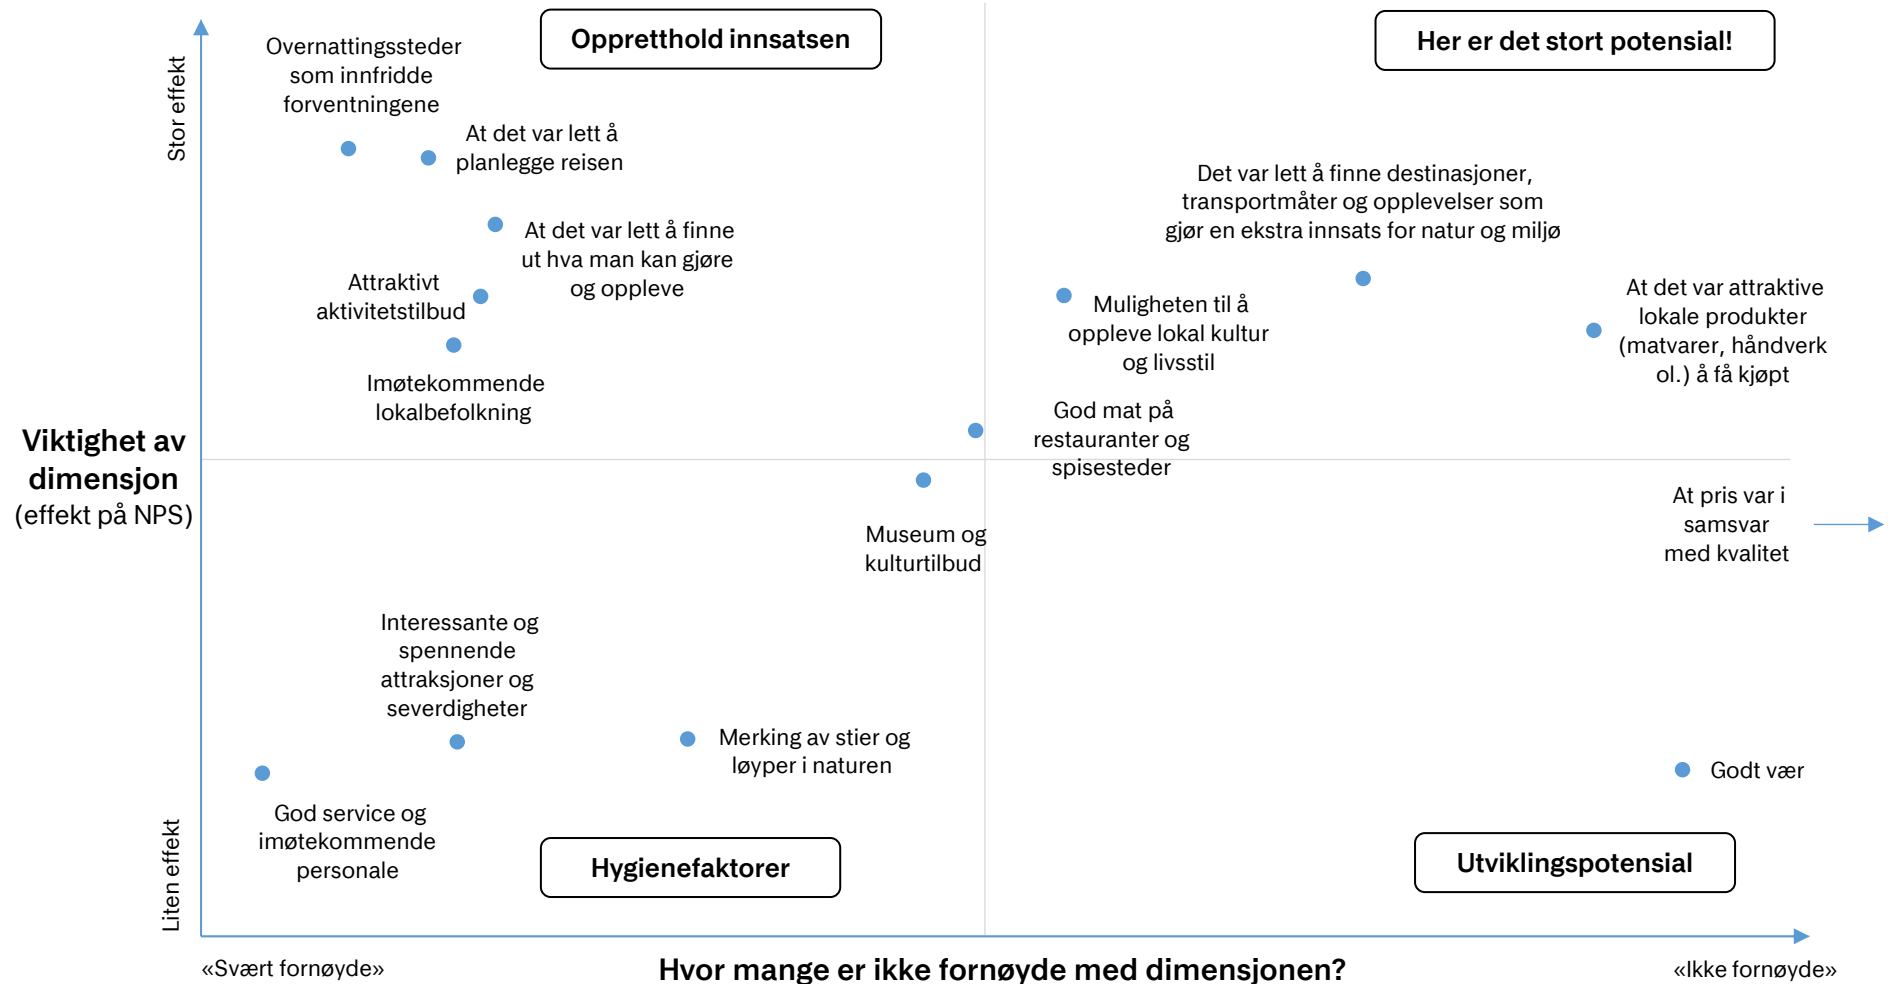 Oppretthold innsatsen
Her er det stort potensial!
Stor effekt
Overnattingssteder
som innfridde
forventningene
At det var lett å
planlegge reisen
At det var lett å finne
ut hva man kan gjøre
og oppleve
Attraktivt
aktivitetstilbud
Imøtekommende
lokalbefolkning
Det var lett å finne destinasjoner,
transportmåter og opplevelser som
gjør en ekstra innsats for natur og miljø
Muligheten til å
oppleve lokal kultur
og livsstil
At det var attraktive
lokale produkter
(matvarer, håndverk
ol.) å få kjøpt
God mat på
restauranter og
spisesteder
Viktighet av
dimensjon
(effekt på NPS)
Museum og
kulturtilbud
At pris var i
samsvar
med kvalitet
Interessante og
spennende
attraksjoner og
severdigheter
Merking av stier og
løyper i naturen
Godt vær
God service og
imøtekommende
personale
Liten effekt
Hygienefaktorer
Utviklingspotensial
«Svært fornøyde»
Hvor mange er ikke fornøyde med dimensjonen?
«Ikke fornøyde»